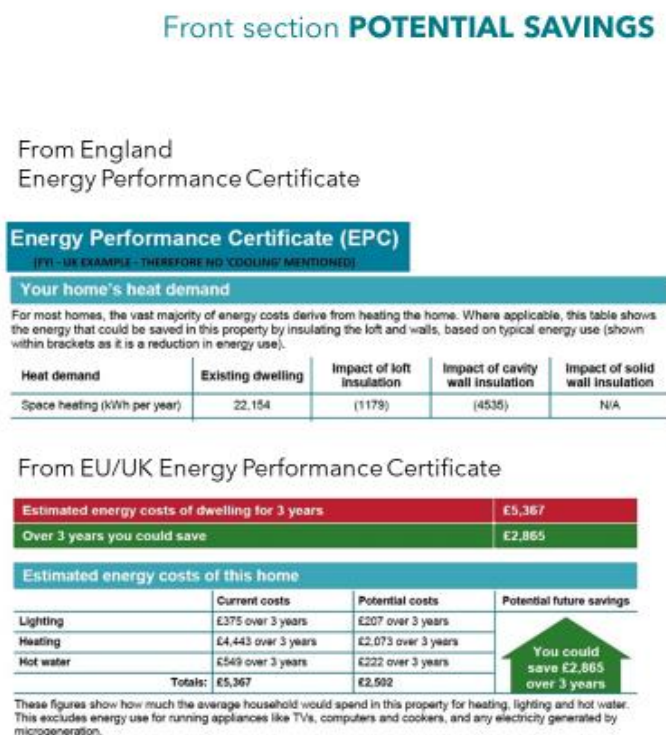 Front section POTENTIAL SAVINGS
From England
Energy Performance Certificate
Energy Performance Certificate (EPC)
(FYI - UK EXAMPLE - THEREFORE NO 'COOLING' MENTIONED)
Your home's heat demand
For most homes, the vast majority of energy costs derive from heating the home. Where applicable, this table shows
the energy that could be saved in this property by insulating the loft and walls, based on typical energy use (shown
within brackets as it is a reduction in energy use).
Heat demand Existing dwelling Impact of loft insulation Impact of cavity wall insulation Impact of solid wall insulation
Space heating (kWh per year) 22,154 (1179) (4535) N/A
From EU/UK Energy Performance Certificate
Estimated energy costs of dwelling for 3 years £5,367
Over 3 years you could save £2,865
Estimated energy costs of this home
Current costs Potential costs Potential future savings
Lighting £375 over 3 years £207 over 3 years
Heating £4,443 over 3 years £2,073 over 3 years
Hot water £549 over 3 years £222 over 3 years
Totals: £5,367 £2,502
You could
save £2,865
over 3 years
These figures show how much the average household would spend in this property for heating, lighting and hot water.
This excludes energy use for running appliances like TVs, computers and cookers, and any electricity generated by
microgeneration.